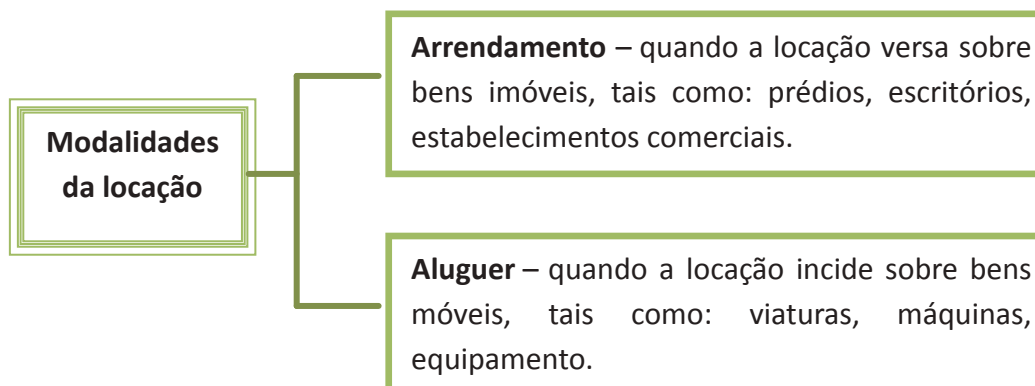 Modalidades
da locação
Arrendamento – quando a locação versa sobre
bens imóveis, tais como: prédios, escritórios,
estabelecimentos comerciais.
Aluguer – quando a locação incide sobre bens
móveis, tais como: viaturas, máquinas,
equipamento.